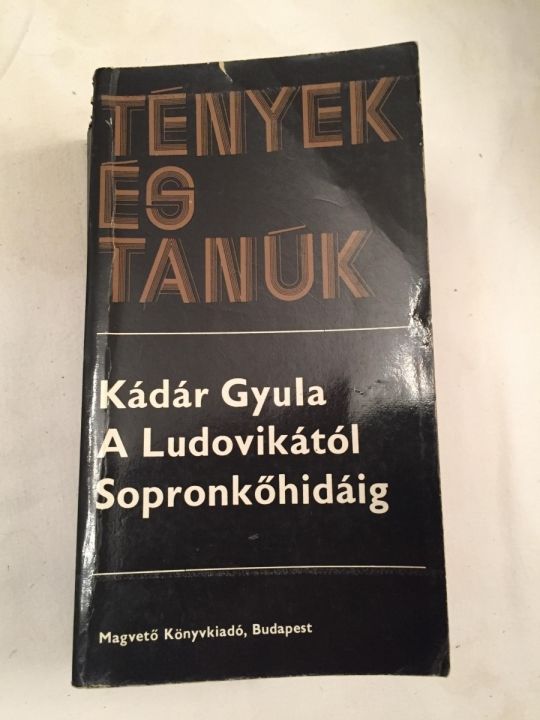 TÉNYEK
ÉS
TANÚK
Kádár Gyula
A Ludovikától
Sopronkőhidáig
Magvető Könyvkiadó, Budapest